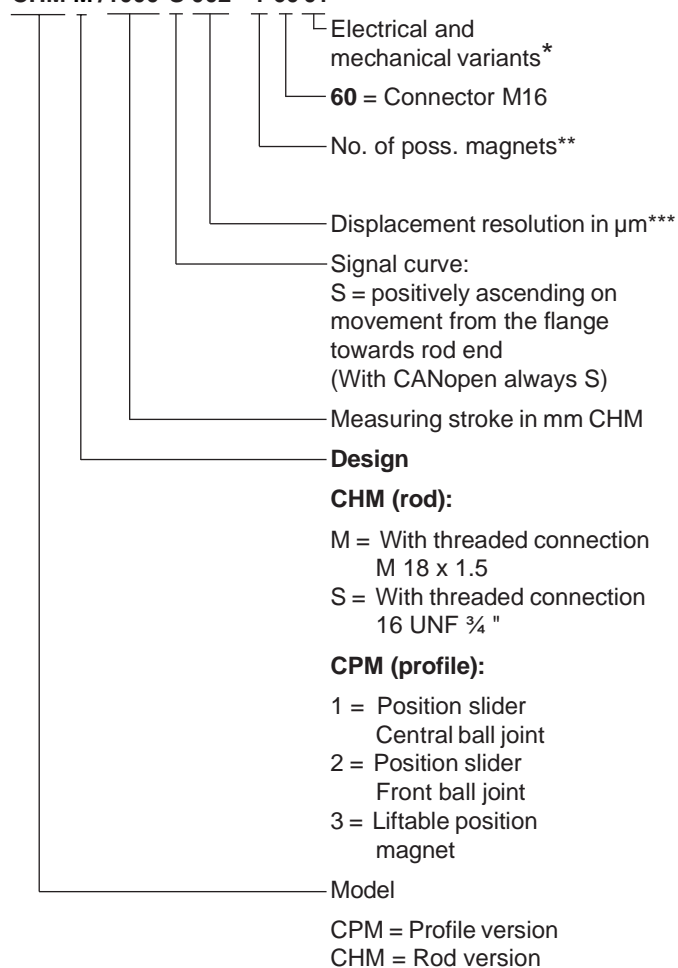 Electrical and
mechanical variants*
60 = Connector M16
No. of poss. magnets**
Displacement resolution in µm***
Signal curve:
S = positively ascending on
movement from the flange
towards rod end
(With CANopen always S)
Measuring stroke in mm CHM
Design
CHM (rod):
M = With threaded connection
M 18 x 1.5
S = With threaded connection
16 UNF ¾ "
CPM (profile):
1 = Position slider
Central ball joint
2 = Position slider
Front ball joint
3 = Liftable position
magnet
Model
CPM = Profile version
CHM = Rod version